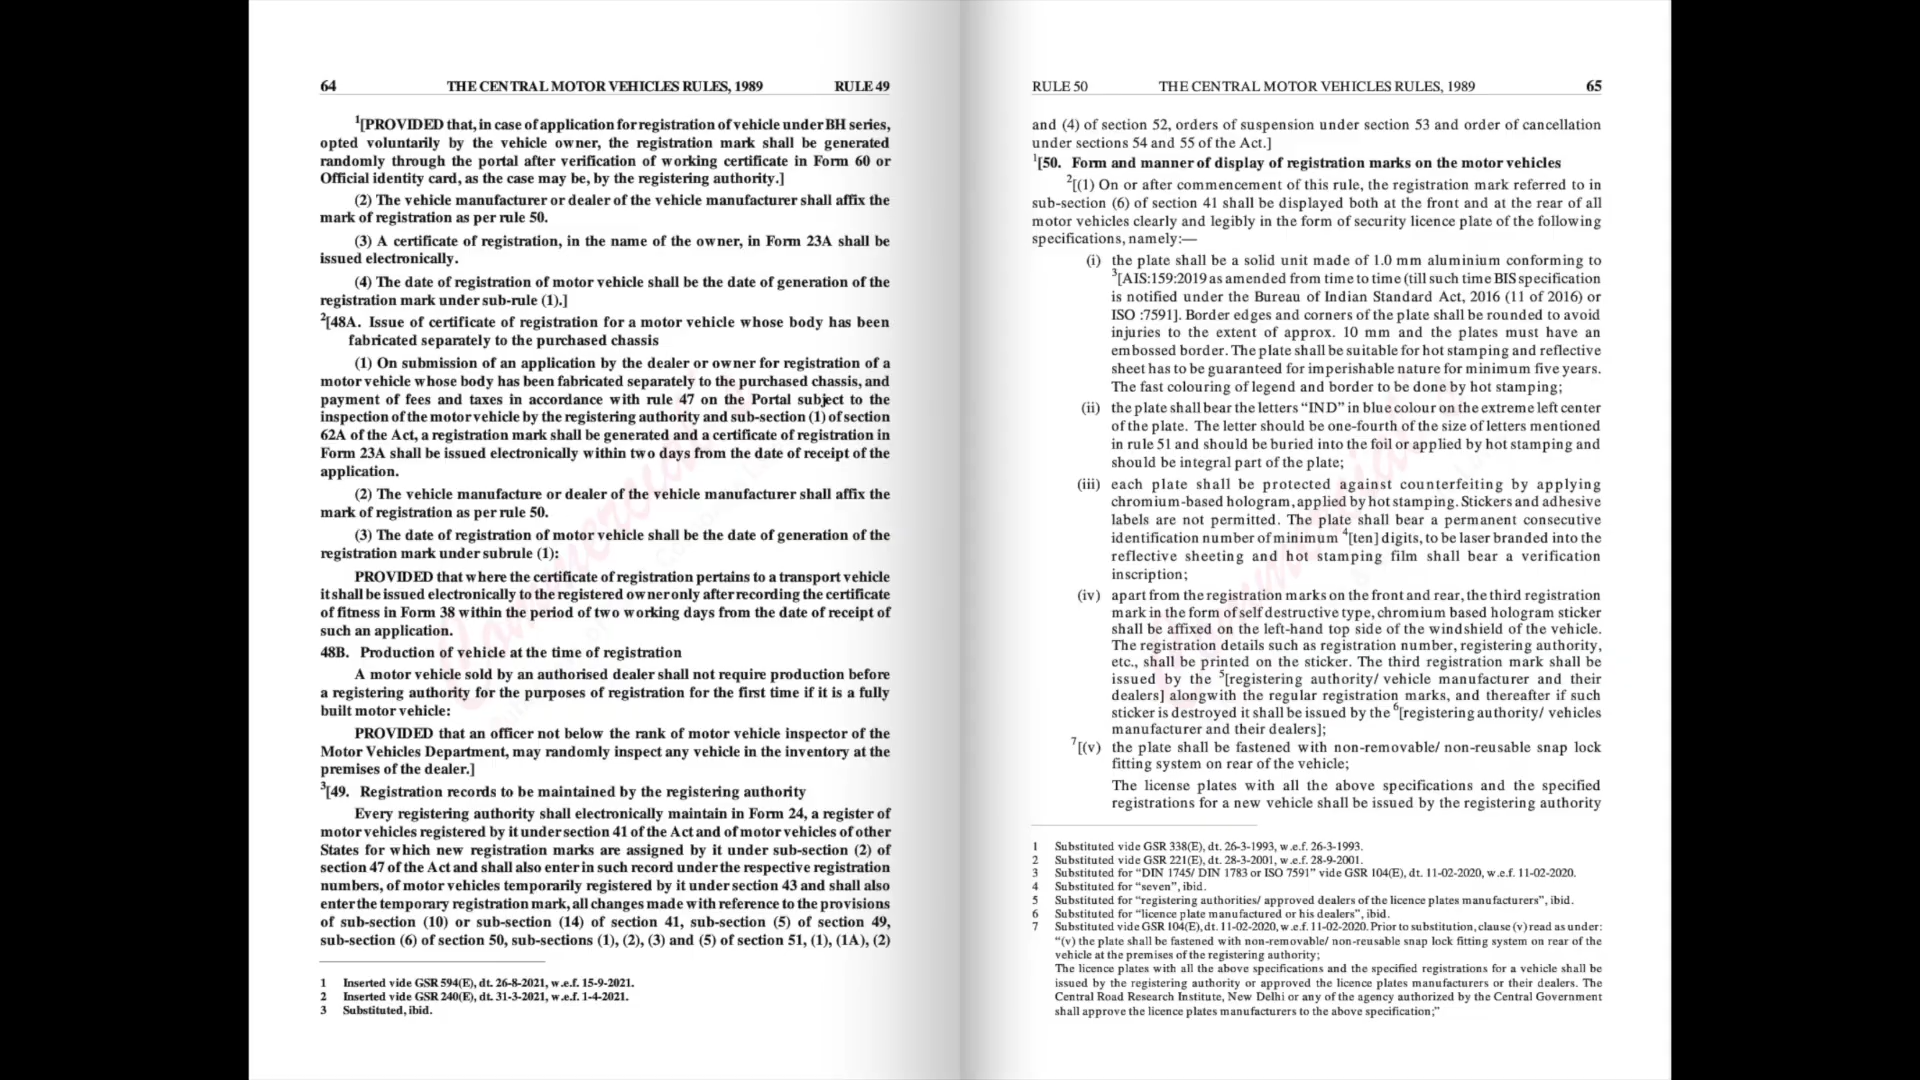 64 THE CENTRAL MOTOR VEHICLES RULES, 1989 RULE 49
1[PROVIDED that, in case of application for registration of vehicle under BH series,
opted voluntarily by the vehicle owner, the registration mark shall be generated
randomly through the portal after verification of working certificate in Form 60 or
Official identity card, as the case may be, by the registering authority.]
(2) The vehicle manufacturer or dealer of the vehicle manufacturer shall affix the
mark of registration as per rule 50.
(3) A certificate of registration, in the name of the owner, in Form 23A shall be
issued electronically.
(4) The date of registration of motor vehicle shall be the date of generation of the
registration mark under sub-rule (1).]
2[48A. Issue of certificate of registration for a motor vehicle whose body has been
fabricated separately to the purchased chassis
(1) On submission of an application by the dealer or owner for registration of a
motor vehicle whose body has been fabricated separately to the purchased chassis, and
payment of fees and taxes in accordance with rule 47 on the Portal subject to the
inspection of the motor vehicle by the registering authority and sub-section (1) of section
62A of the Act, a registration mark shall be generated and a certificate of registration in
Form 23A shall be issued electronically within two days from the date of receipt of the
application.
(2) The vehicle manufacture or dealer of the vehicle manufacturer shall affix the
mark of registration as per rule 50.
(3) The date of registration of motor vehicle shall be the date of generation of the
registration mark under subrule (1):
PROVIDED that where the certificate of registration pertains to a transport vehicle
it shall be issued electronically to the registered owner only after recording the certificate
of fitness in Form 38 within the period of two working days from the date of receipt of
such an application.
48B. Production of vehicle at the time of registration
A motor vehicle sold by an authorised dealer shall not require production before
a registering authority for the purposes of registration for the first time if it is a fully
built motor vehicle:
PROVIDED that an officer not below the rank of motor vehicle inspector of the
Motor Vehicles Department, may randomly inspect any vehicle in the inventory at the
premises of the dealer.]
3[49. Registration records to be maintained by the registering authority
Every registering authority shall electronically maintain in Form 24, a register of
motor vehicles registered by it under section 41 of the Act and of motor vehicles of other
States for which new registration marks are assigned by it under sub-section (2) of
section 47 of the Act and shall also enter in such record under the respective registration
numbers, of motor vehicles temporarily registered by it under section 43 and shall also
enter the temporary registration mark, all changes made with reference to the provisions
of sub-section (10) or sub-section (14) of section 41, sub-section (5) of section 49,
sub-section (6) of section 50, sub-sections (1), (2), (3) and (5) of section 51, (1), (1A), (2)
1 Inserted vide GSR 594(E), dt. 26-8-2021, w.e.f. 15-9-2021.
2 Inserted vide GSR 240(E), dt. 31-3-2021, w.e.f. 1-4-2021.
3 Substituted, ibid.
RULE 50 THE CENTRAL MOTOR VEHICLES RULES, 1989 65
and (4) of section 52, orders of suspension under section 53 and order of cancellation
under sections 54 and 55 of the Act.]
1[50. Form and manner of display of registration marks on the motor vehicles
2[(1) On or after commencement of this rule, the registration mark referred to in
sub-section (6) of section 41 shall be displayed both at the front and at the rear of all
motor vehicles clearly and legibly in the form of security licence plate of the following
specifications, namely:—
(i) the plate shall be a solid unit made of 1.0 mm aluminium conforming to
3[AIS:159:2019 as amended from time to time (till such time BIS specification
is notified under the Bureau of Indian Standard Act, 2016 (11 of 2016) or
ISO :7591]. Border edges and corners of the plate shall be rounded to avoid
injuries to the extent of approx. 10 mm and the plates must have an
embossed border. The plate shall be suitable for hot stamping and reflective
sheet has to be guaranteed for imperishable nature for minimum five years.
The fast colouring of legend and border to be done by hot stamping;
(ii) the plate shall bear the letters “IND” in blue colour on the extreme left center
of the plate. The letter should be one-fourth of the size of letters mentioned
in rule 51 and should be buried into the foil or applied by hot stamping and
should be integral part of the plate;
(iii) each plate shall be protected against counterfeiting by applying
chromium-based hologram, applied by hot stamping. Stickers and adhesive
labels are not permitted. The plate shall bear a permanent consecutive
identification number of minimum 4[ten] digits, to be laser branded into the
reflective sheeting and hot stamping film shall bear a verification
inscription;
(iv) apart from the registration marks on the front and rear, the third registration
mark in the form of self destructive type, chromium based hologram sticker
shall be affixed on the left-hand top side of the windshield of the vehicle.
The registration details such as registration number, registering authority,
etc., shall be printed on the sticker. The third registration mark shall be
issued by the 5[registering authority/ vehicle manufacturer and their
dealers] alongwith the regular registration marks, and thereafter if such
sticker is destroyed it shall be issued by the 6[registering authority/ vehicles
manufacturer and their dealers];
7[(v) the plate shall be fastened with non-removable/ non-reusable snap lock
fitting system on rear of the vehicle;
The license plates with all the above specifications and the specified
registrations for a new vehicle shall be issued by the registering authority
1 Substituted vide GSR 338(E), dt. 26-3-1993, w.e.f. 26-3-1993.
2 Substituted vide GSR 221(E), dt. 28-3-2001, w.e.f. 28-9-2001.
3 Substituted for “DIN 1745/ DIN 1783 or ISO 7591” vide GSR 104(E), dt. 11-02-2020, w.e.f. 11-02-2020.
4 Substituted for “seven”, ibid.
5 Substituted for “registering authorities/ approved dealers of the licence plates manufacturers”, ibid.
6 Substituted for “licence plate manufactured or his dealers”, ibid.
7 Substituted vide GSR 104(E), dt. 11-02-2020, w.e.f. 11-02-2020. Prior to substitution, clause (v) read as under:
“(v) the plate shall be fastened with non-removable/ non-reusable snap lock fitting system on rear of the
vehicle at the premises of the registering authority;
The licence plates with all the above specifications and the specified registrations for a vehicle shall be
issued by the registering authority or approved the licence plates manufacturers or their dealers. The
Central Road Research Institute, New Delhi or any of the agency authorized by the Central Government
shall approve the licence plates manufacturers to the above specification;”